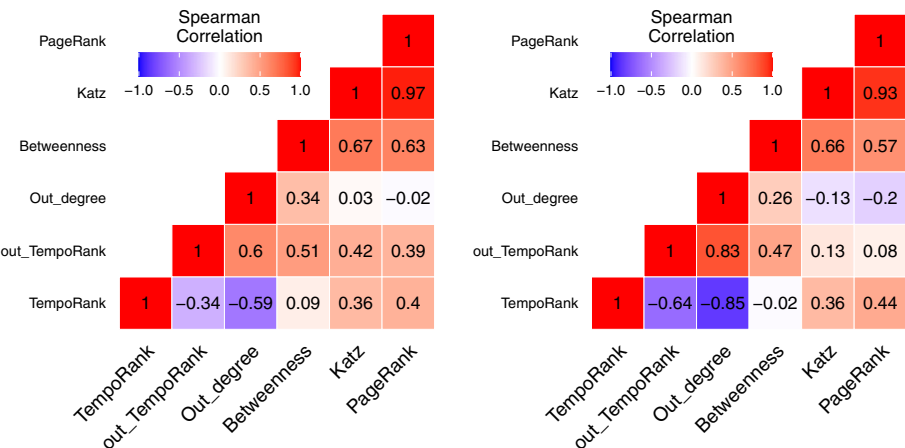 Spearman
Correlation
−1.0 −0.5 0.0 0.5 1.0
PageRank 1
Katz 1 0.97
Betweenness 1 0.67 0.63
Out_degree 1 0.34 0.03 −0.02
out_TempoRank 1 0.6 0.51 0.42 0.39
TempoRank 1 −0.34 −0.59 0.09 0.36 0.4
TempoRank out_TempoRank Out_degree Betweenness Katz PageRank
Spearman
Correlation
−1.0 −0.5 0.0 0.5 1.0
PageRank 1
Katz 1 0.93
Betweenness 1 0.66 0.57
Out_degree 1 0.26 −0.13 −0.2
out_TempoRank 1 0.83 0.47 0.13 0.08
TempoRank 1 −0.64 −0.85 −0.02 0.36 0.44
TempoRank out_TempoRank Out_degree Betweenness Katz PageRank